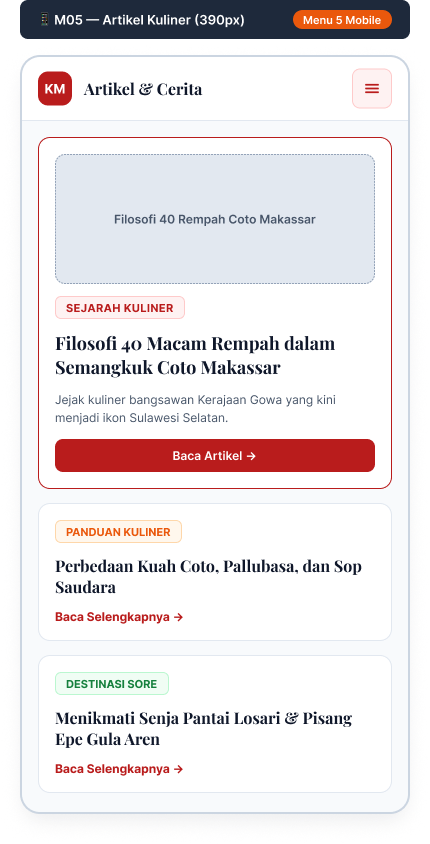 M05 — Artikel Kuliner (390px)
Menu 5 Mobile
KM
Artikel & Cerita
Filosofi 40 Rempah Coto Makassar
SEJARAH KULINER
Filosofi 40 Macam Rempah dalam
Semangkuk Coto Makassar
Jejak kuliner bangsawan Kerajaan Gowa yang kini
menjadi ikon Sulawesi Selatan.
Baca Artikel →
PANDUAN KULINER
Perbedaan Kuah Coto, Pallubasa, dan Sop
Saudara
Baca Selengkapnya →
DESTINASI SORE
Menikmati Senja Pantai Losari & Pisang
Epe Gula Aren
Baca Selengkapnya →